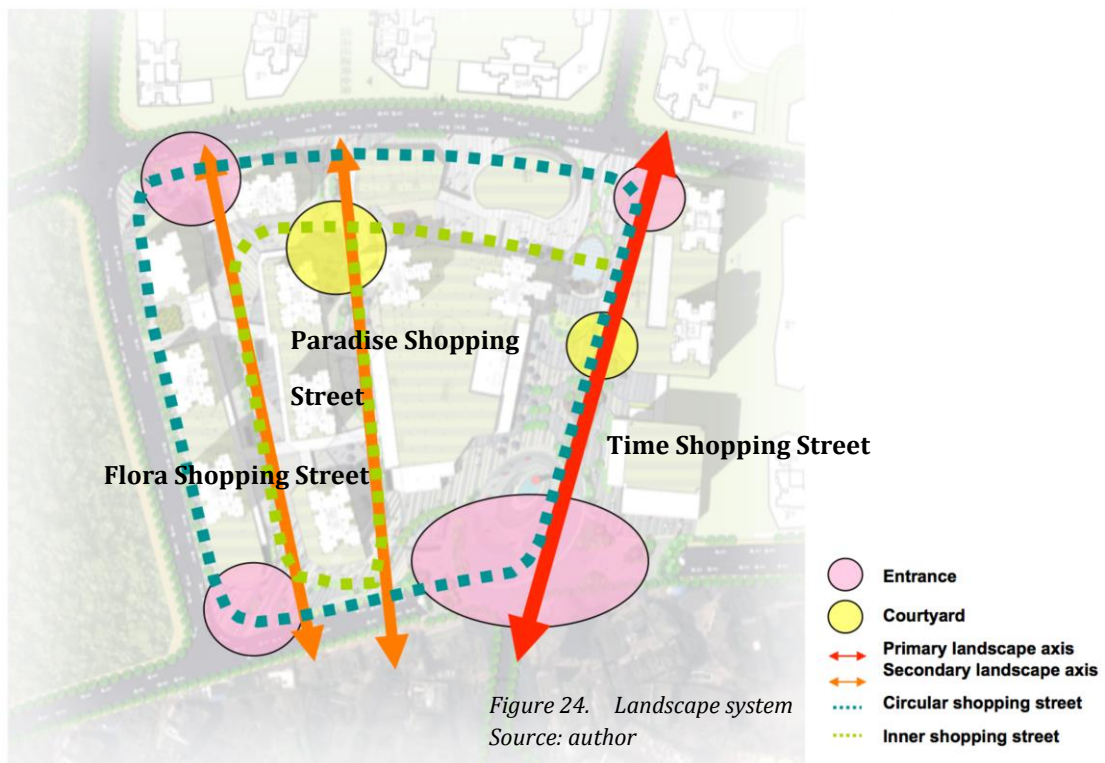 Paradise Shopping
Street
Time Shopping Street
Flora Shopping Street
Entrance
Courtyard
Primary landscape axis
Secondary landscape axis
Circular shopping street
Inner shopping street
Figure 24. Landscape system
Source: author